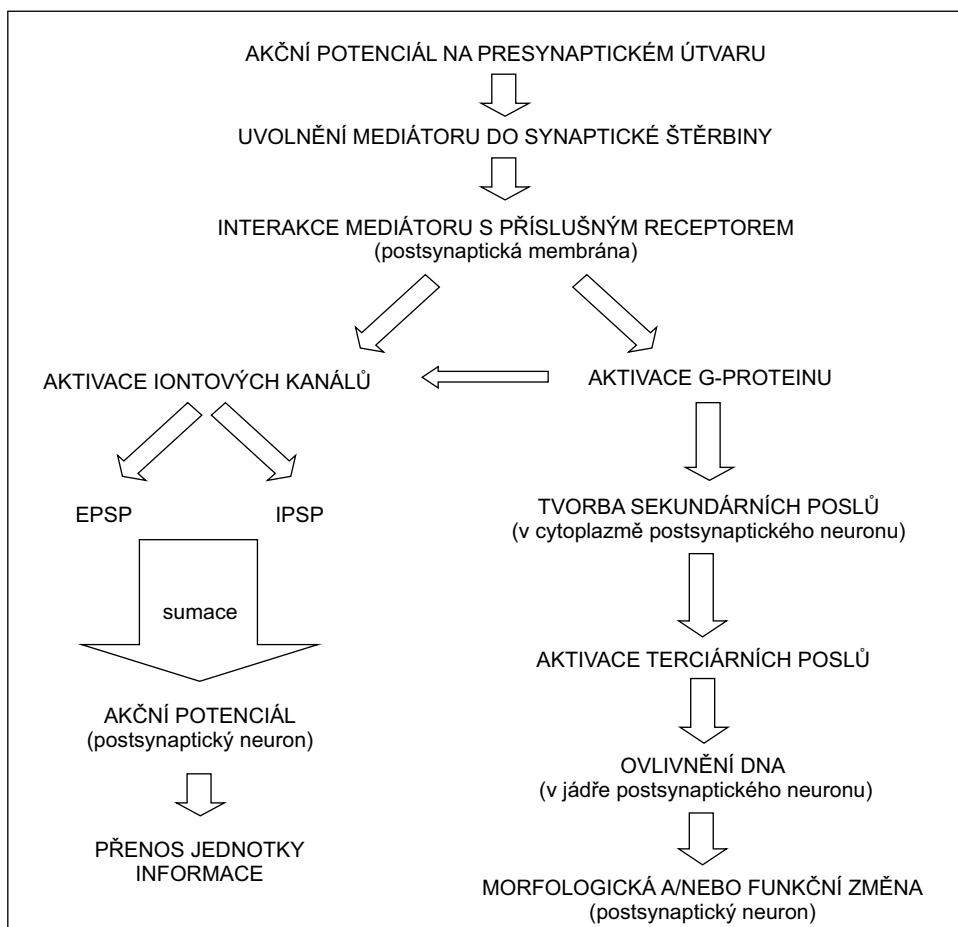 AKČNÍ POTENCIÁL NA PRESYNAPTICKÉM ÚTVARU
UVOLNĚNÍ MEDIÁTORU DO SYNAPTICKÉ ŠTĚRBINY
INTERAKCE MEDIÁTORU S PŘÍSLUŠNÝM RECEPTOREM
(postsynaptická membrána)
AKTIVACE IONTOVÝCH KANÁLŮ
AKTIVACE G-PROTEINU
EPSP
IPSP
sumace
AKČNÍ POTENCIÁL
(postsynaptický neuron)
PŘENOS JEDNOTKY
INFORMACE
TVORBA SEKUNDÁRNÍCH POSLŮ
(v cytoplazmě postsynaptického neuronu)
AKTIVACE TERCIÁRNÍCH POSLŮ
OVLIVNĚNÍ DNA
(v jádře postsynaptického neuronu)
MORFOLOGICKÁ A/NEBO FUNKČNÍ ZMĚNA
(postsynaptický neuron)